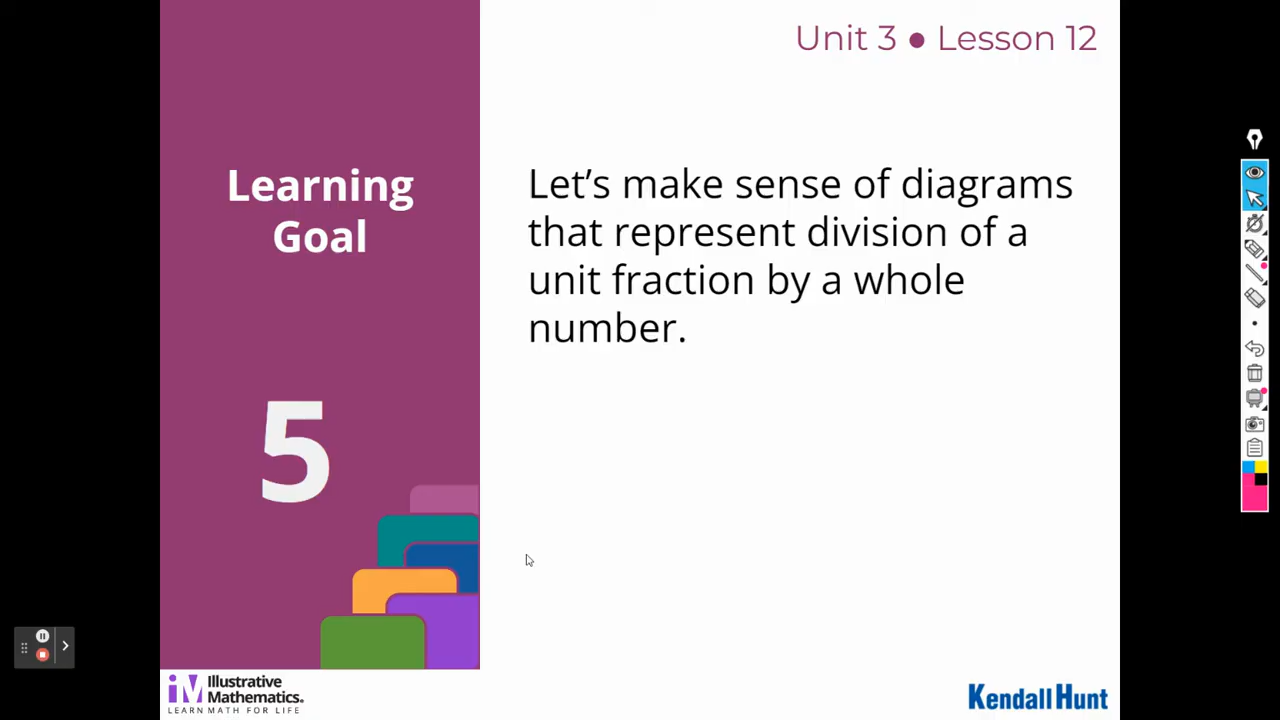 Unit 3 ● Lesson 12
Learning
Goal
Let’s make sense of diagrams
that represent division of a
unit fraction by a whole
number.
5
iM Illustrative
Mathematics.
LEARN MATH FOR LIFE
Kendall Hunt